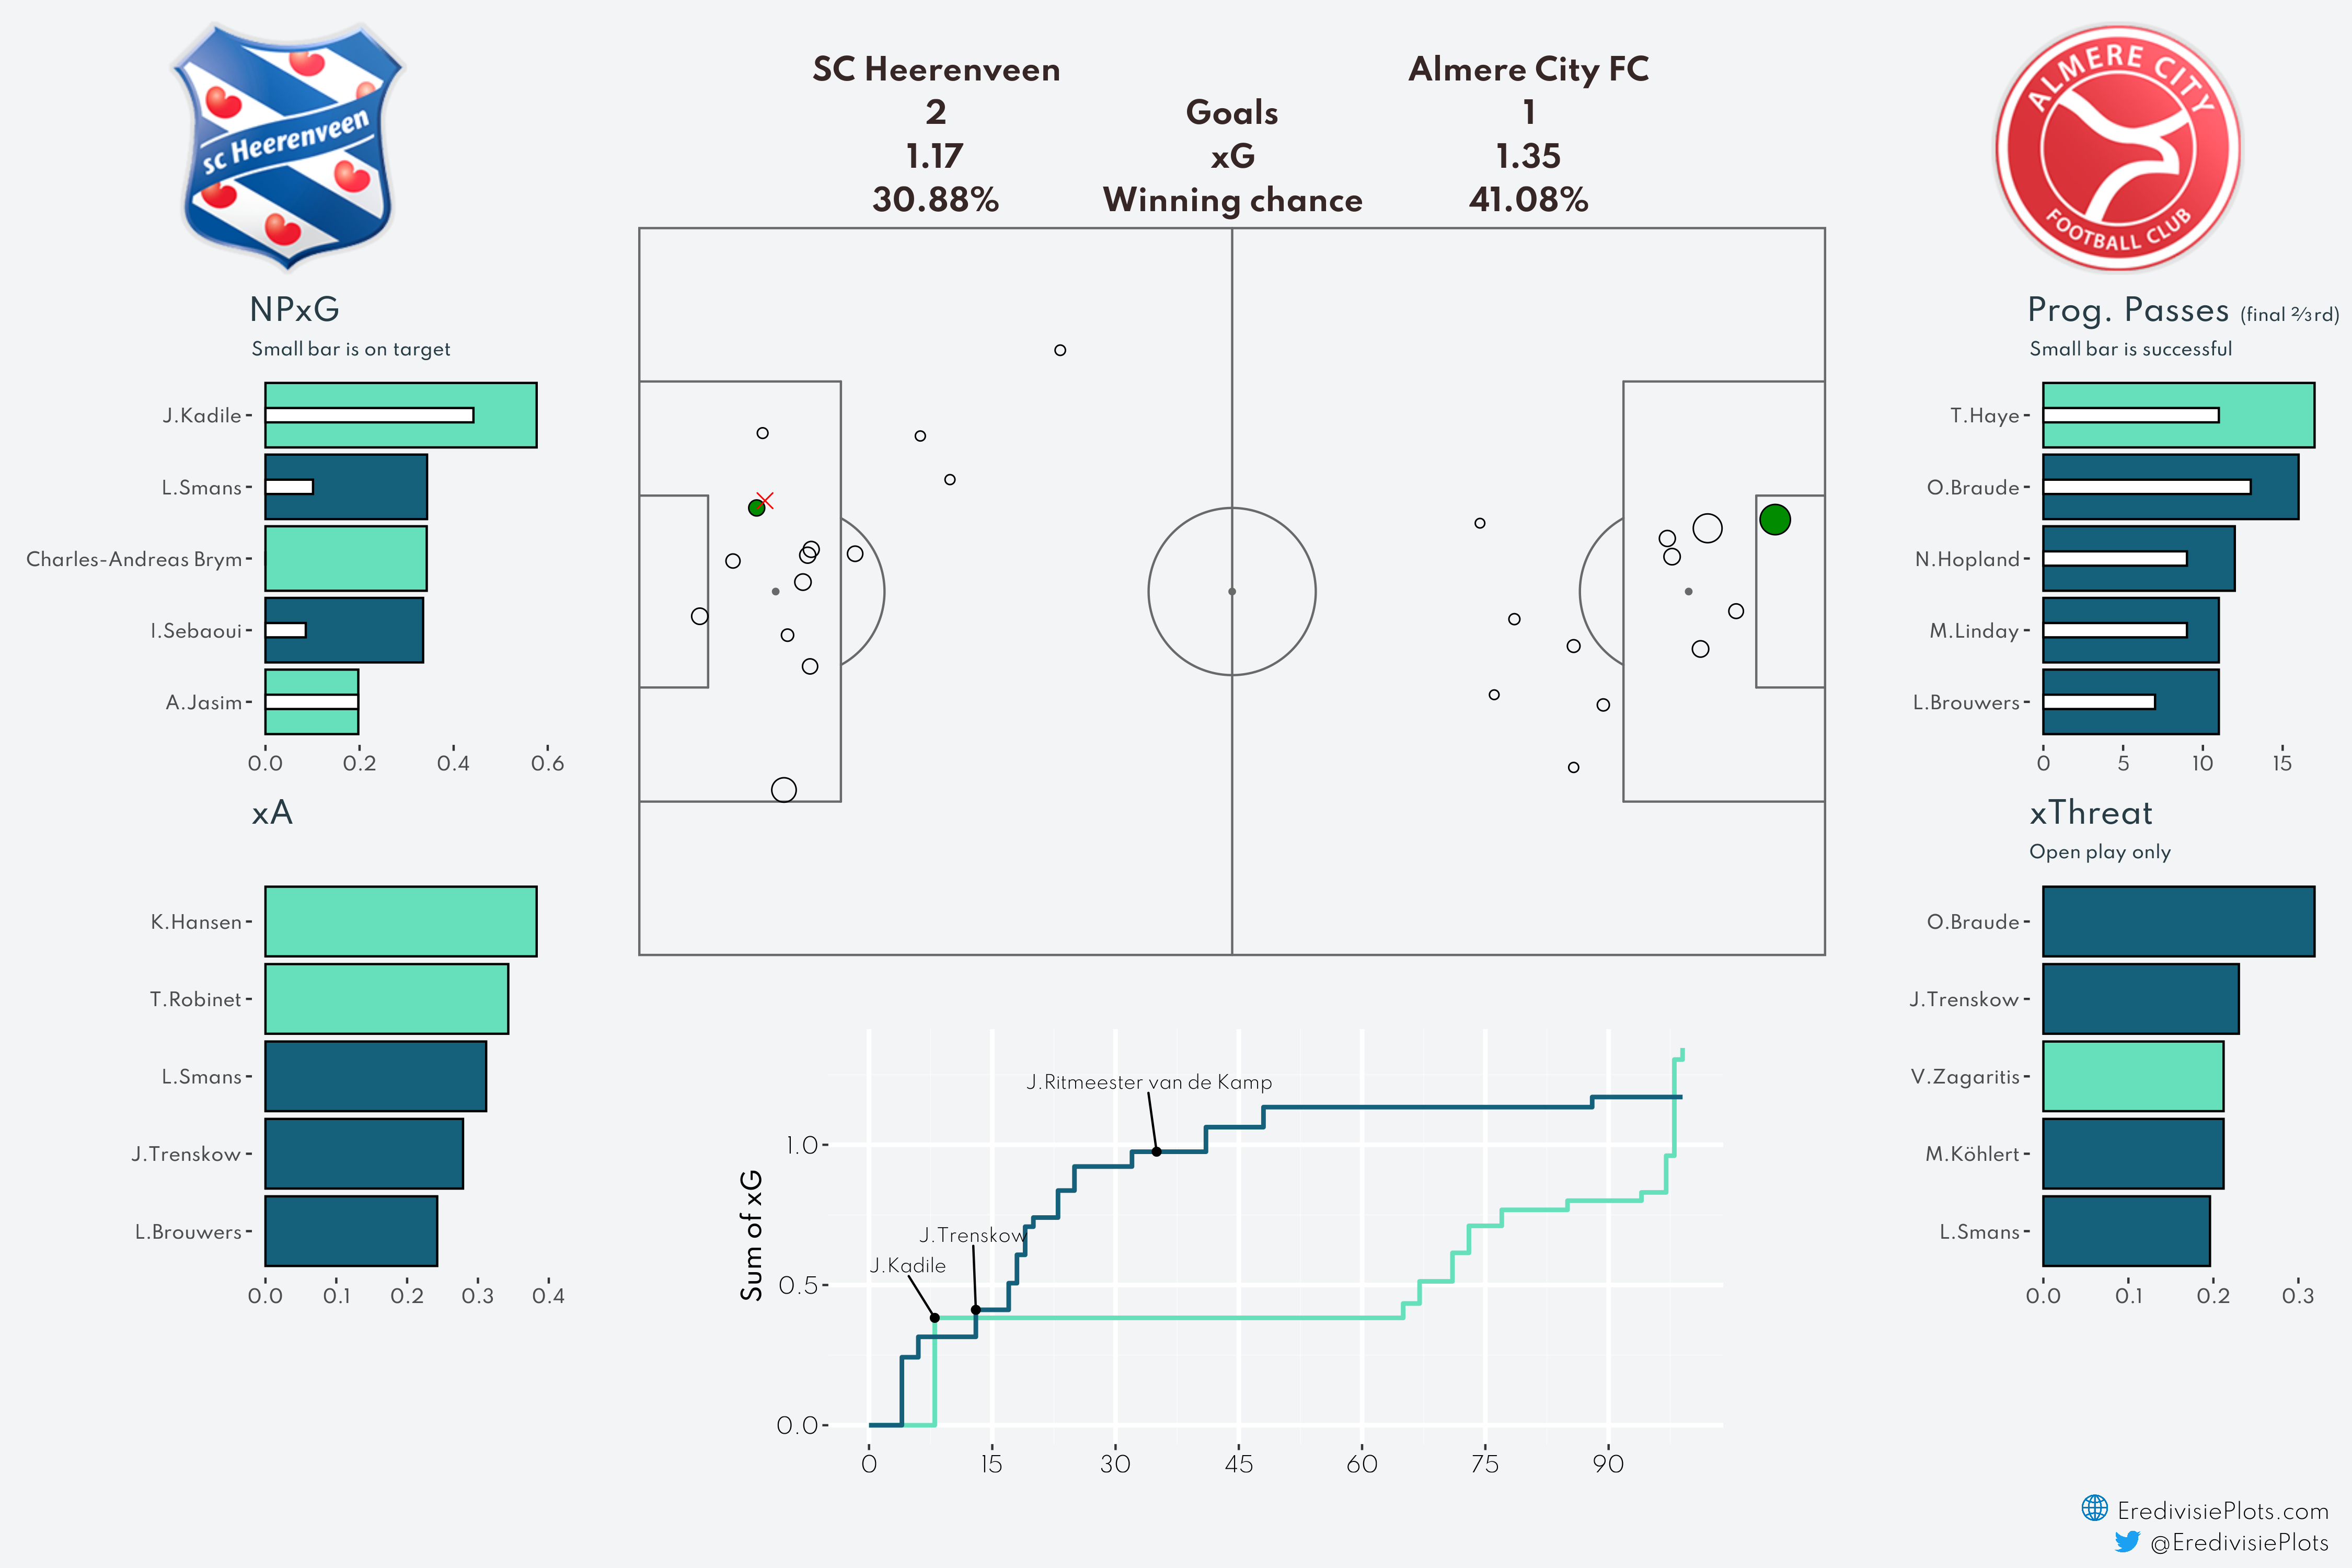 SC Heerenveen Almere City FC
2 Goals 1
1.17 xG 1.35
30.88% Winning chance 41.08%
sc Heerenveen
ALMERE CITY
FOOTBALL CLUB
NPxG
Small bar is on target
J.Kadile
L.Smans
Charles-Andreas Brym
I.Sebaoui
A.Jasim
0.0 0.2 0.4 0.6
xA
K.Hansen
T.Robinet
L.Smans
J.Trenskow
L.Brouwers
0.0 0.1 0.2 0.3 0.4
Sum of xG
1.0
0.5
0.0
J.Ritmeester van de Kamp
J.Trenskow
J.Kadile
0 15 30 45 60 75 90
Prog. Passes (final ⅔rd)
Small bar is successful
T.Haye
O.Braude
N.Hopland
M.Linday
L.Brouwers
0 5 10 15
xThreat
Open play only
O.Braude
J.Trenskow
V.Zagaritis
M.Köhlert
L.Smans
0.0 0.1 0.2 0.3
EredivisiePlots.com
@EredivisiePlots